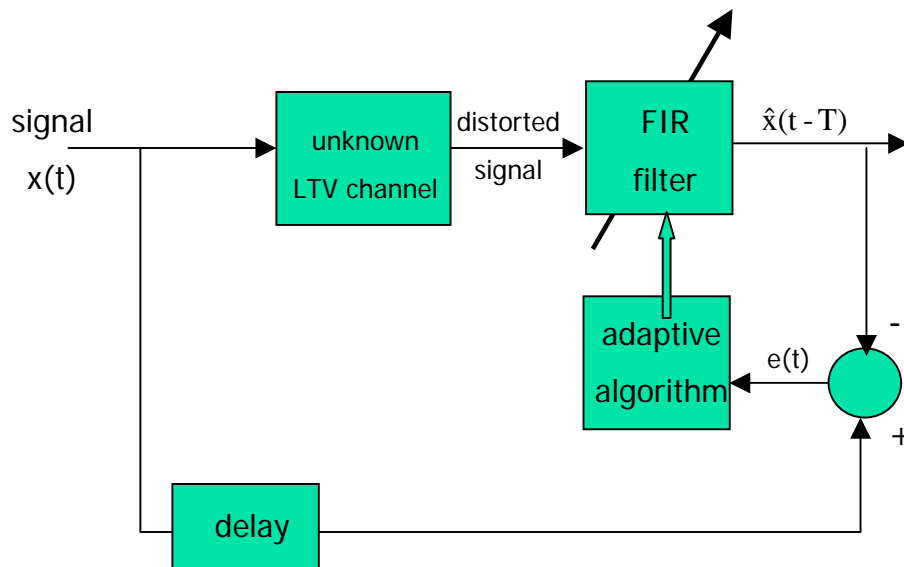 signal
x(t)
unknown
LTV channel
distorted
signal
FIR
filter
x̂(t - T)
adaptive
algorithm
e(t)
-
+
delay